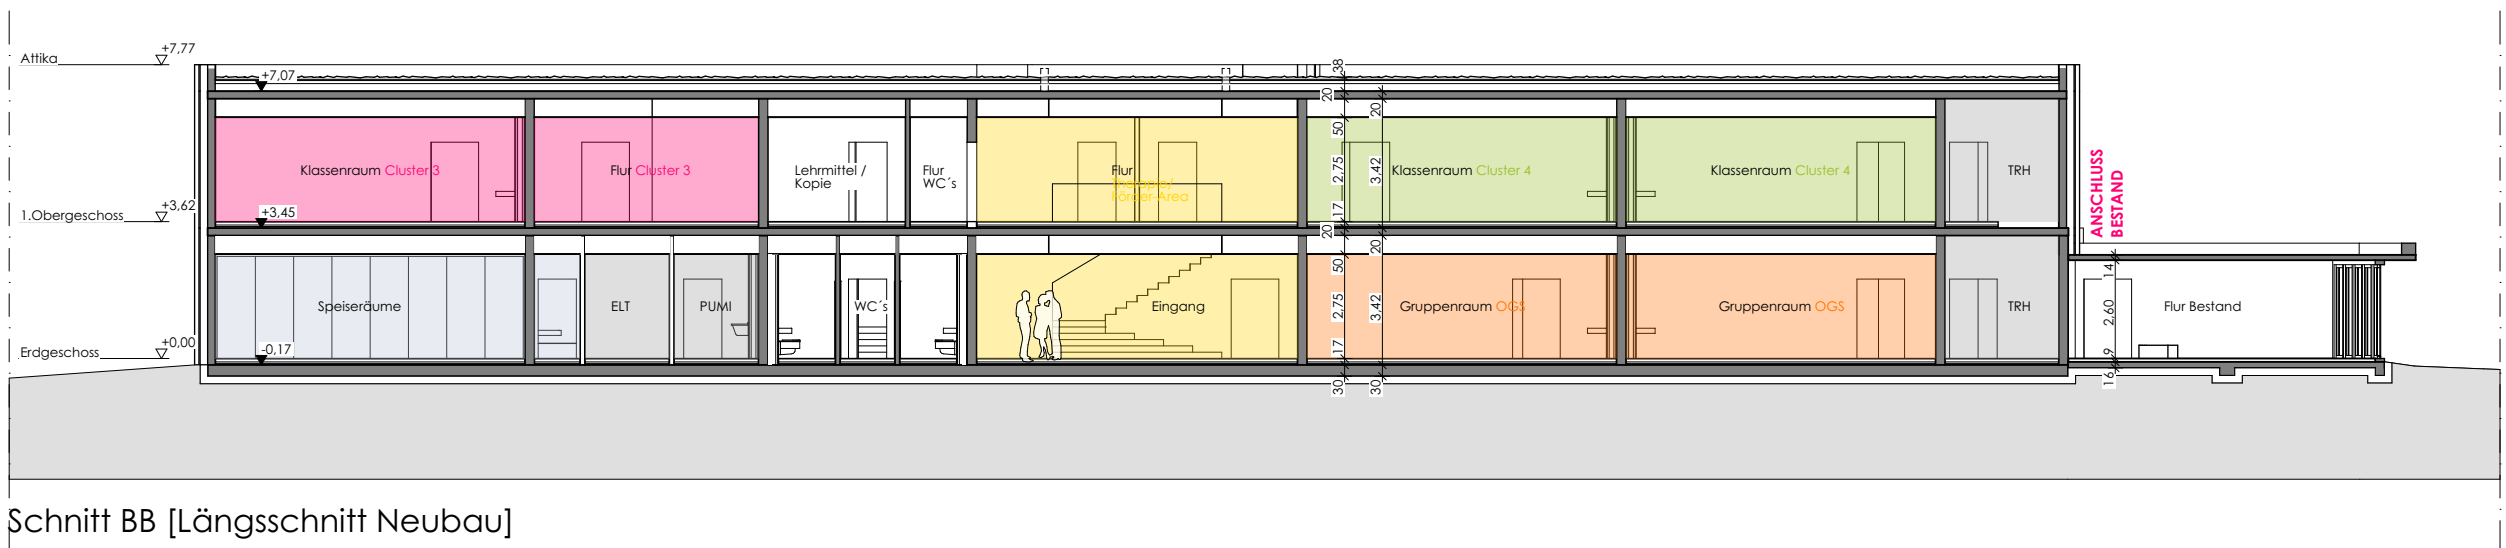 Attika +7,77
+7,07
38
20
20
50
Klassenraum Cluster 3
Flur Cluster 3
Lehrmittel /
Kopie
Flur
WC´s
Flur
Therapie/
Förder-Area
2,75
3,42
Klassenraum Cluster 4
Klassenraum Cluster 4
TRH
ANSCHLUSS
BESTAND
1.Obergeschoss +3,62
+3,45
17
20
20
50
14
Speiseräume
ELT
PUMI
WC´s
Eingang
2,75
3,42
Gruppenraum OGS
Gruppenraum OGS
TRH
2,60
Flur Bestand
Erdgeschoss +0,00
-0,17
17
9
30
30
16
Schnitt BB [Längsschnitt Neubau]